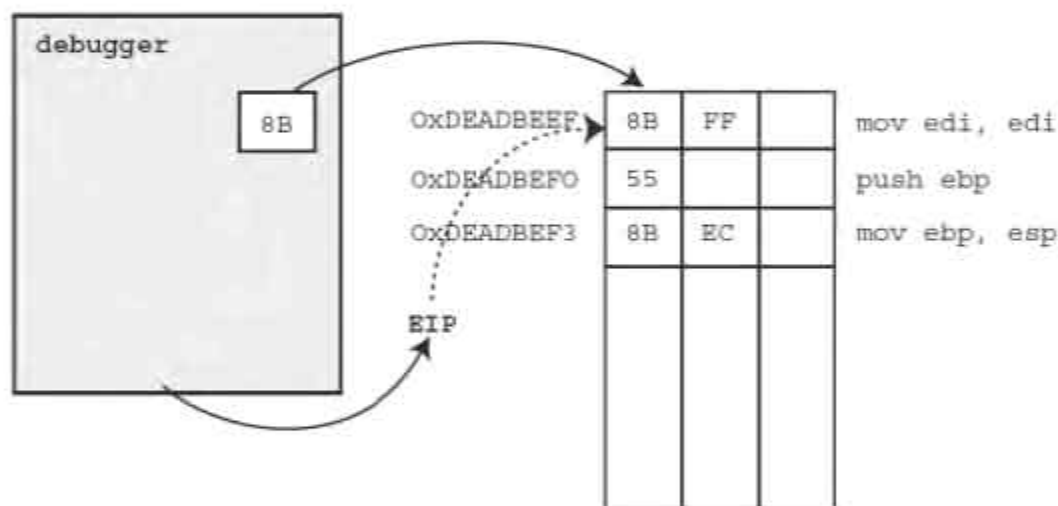 debugger
8B
0xDEADBEEF 8B FF mov edi, edi
0xDEADBEF0 55 push ebp
0xDEADBEF3 8B EC mov ebp, esp
EIP